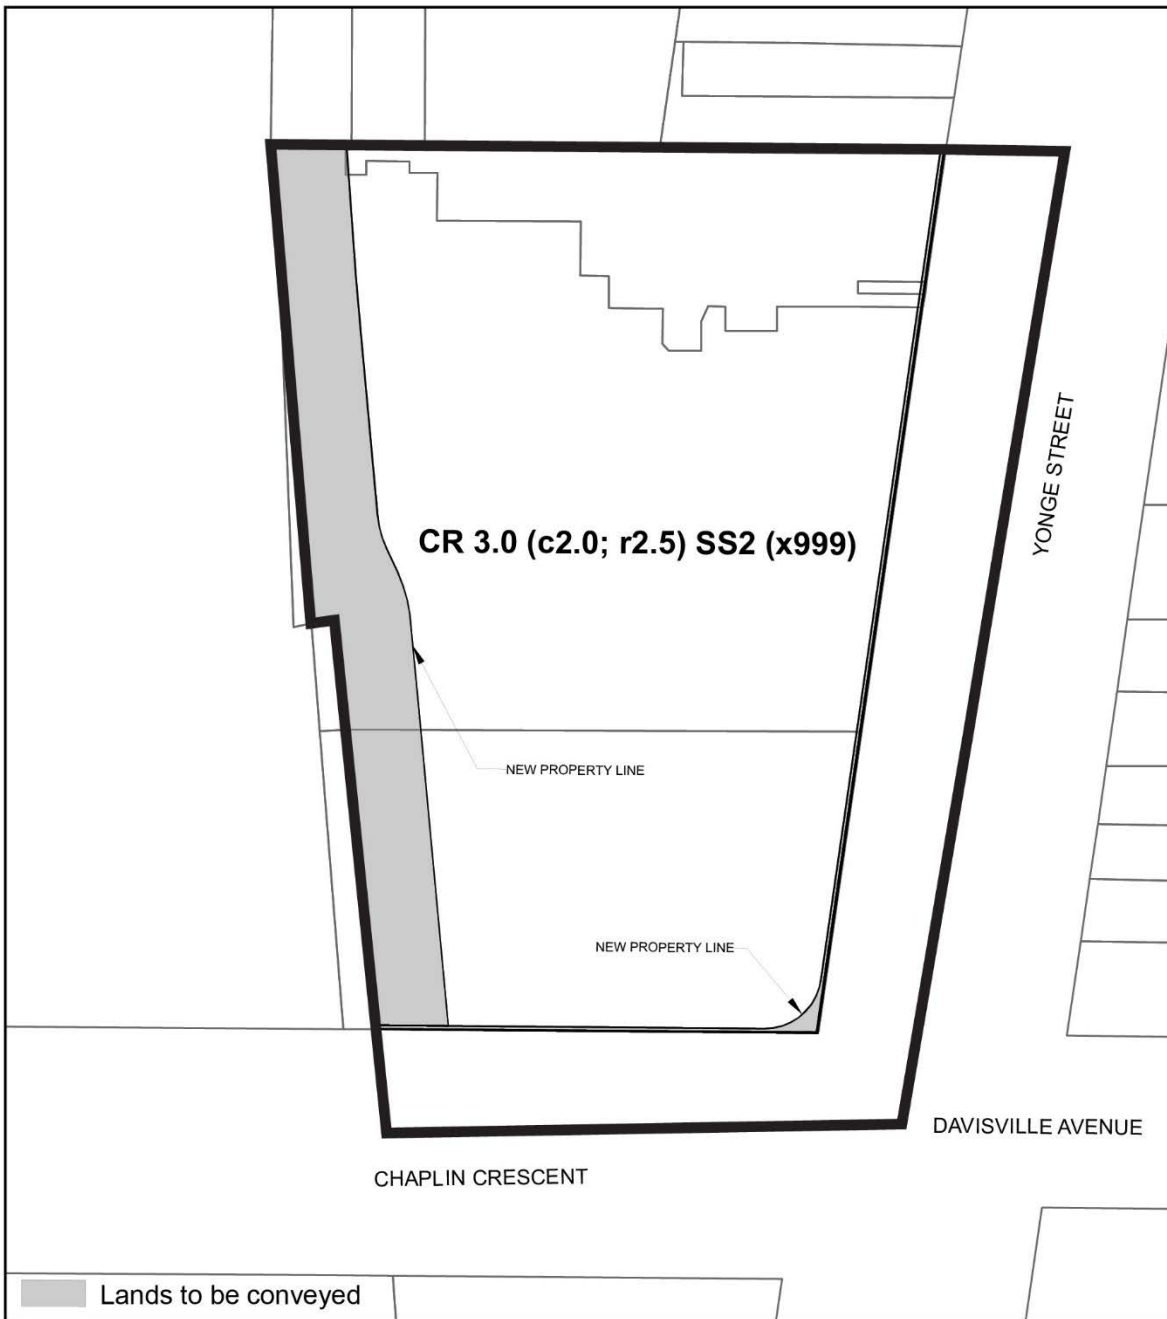 YONGE STREET
CR 3.0 (c2.0; r2.5) SS2 (x999)
NEW PROPERTY LINE
NEW PROPERTY LINE
DAVISVILLE AVENUE
CHAPLIN CRESCENT
Lands to be conveyed